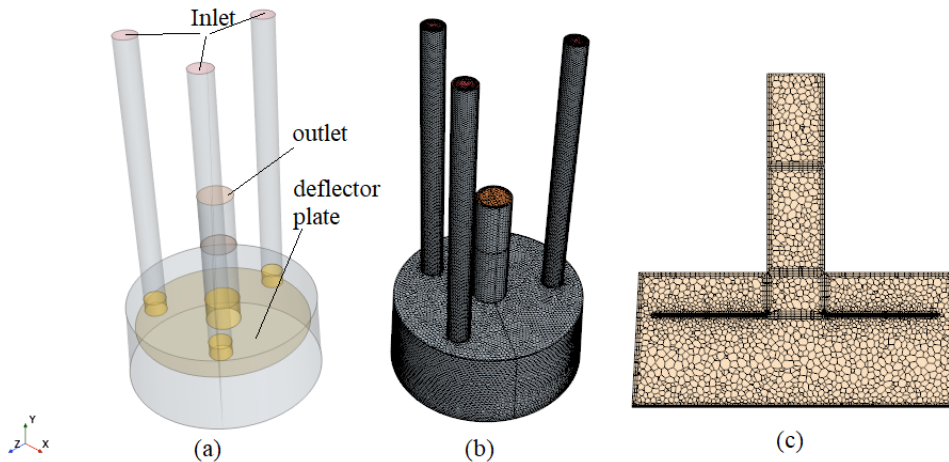 Inlet
outlet
deflector
plate
Y
Z X
(a)
(b)
(c)